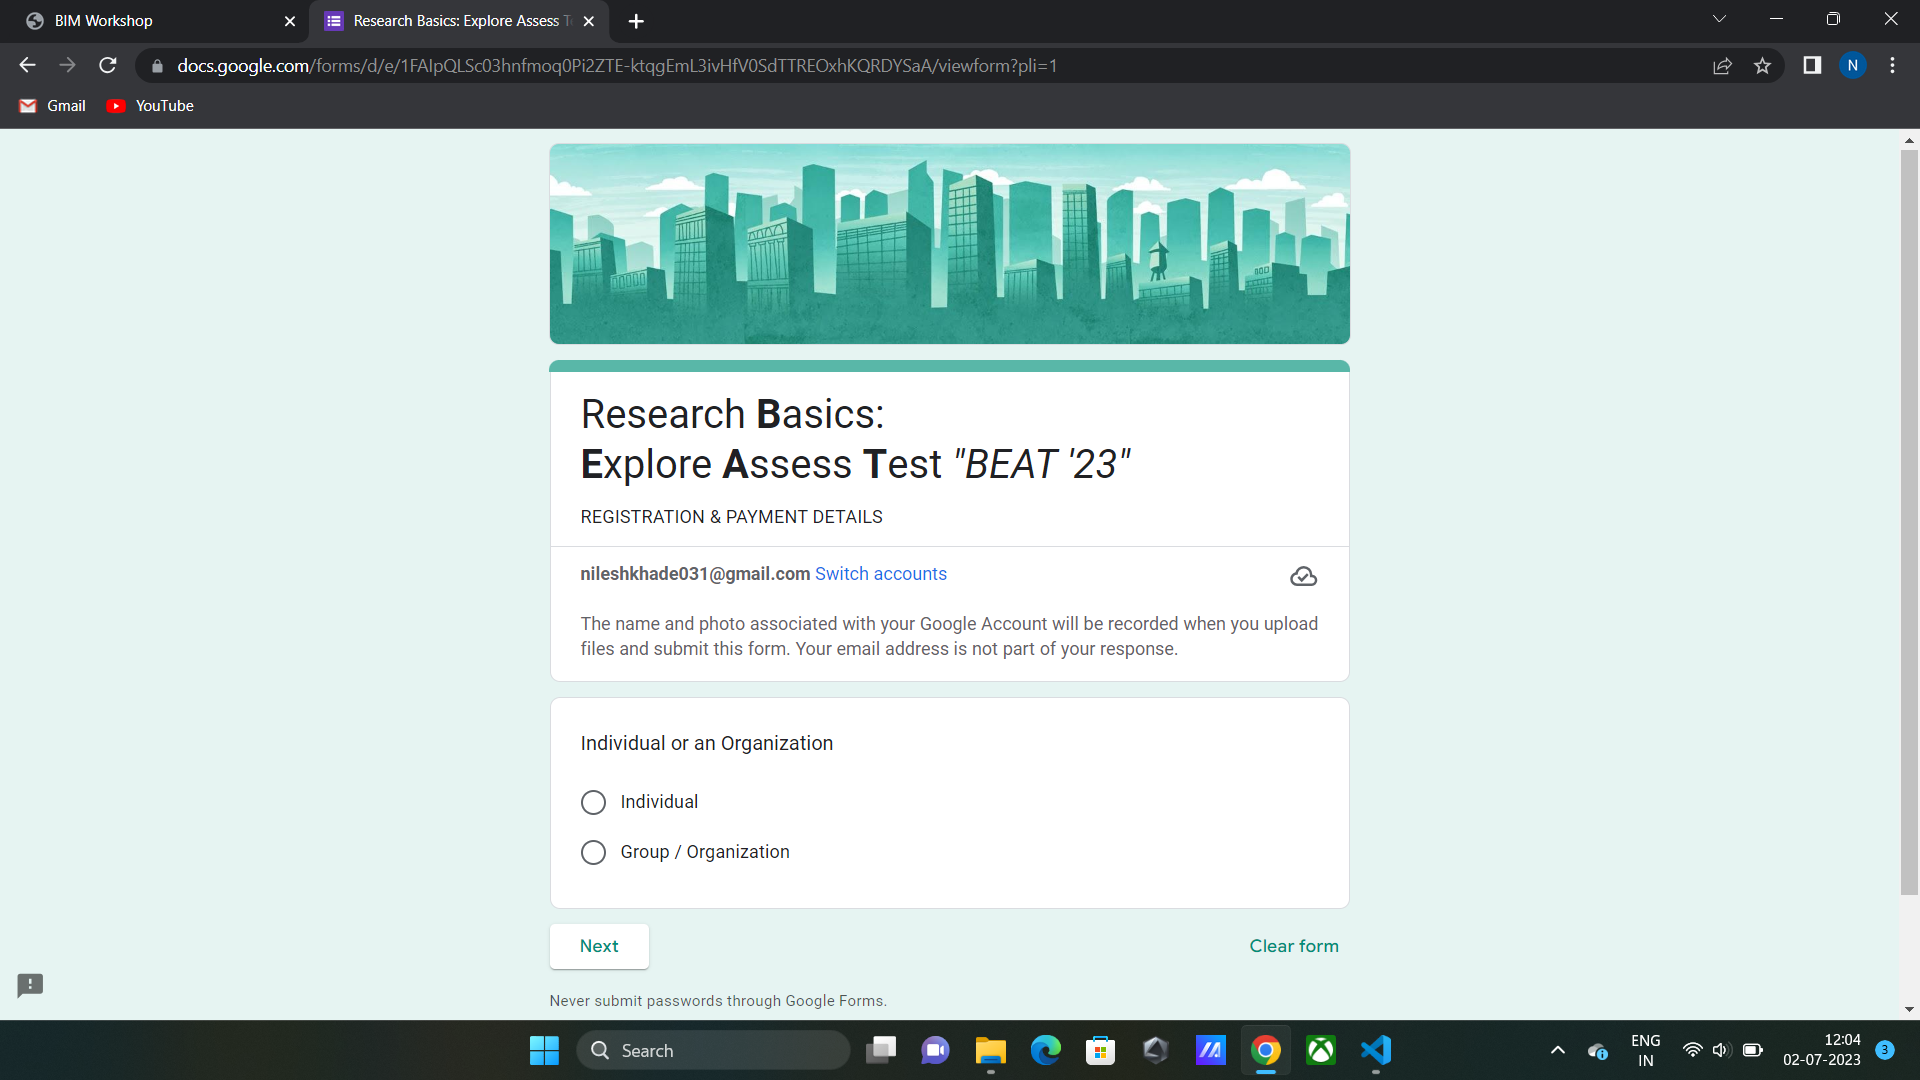 BIM Workshop
Research Basics: Explore Assess
docs.google.com/forms/d/e/1FAIpQLSc03hnfmoq0Pi2ZTE-ktqgEmL3ivHfV0SdTTREOxhKQRDYSaA/viewform?pli=1
N
Gmail YouTube
Research Basics:
Explore Assess Test "BEAT '23"
REGISTRATION & PAYMENT DETAILS
nileshkhade031@gmail.com Switch accounts
The name and photo associated with your Google Account will be recorded when you upload
files and submit this form. Your email address is not part of your response.
Individual or an Organization
Individual
Group / Organization
Next
Clear form
Never submit passwords through Google Forms.
Search
ENG
IN
12:04
02-07-2023
3